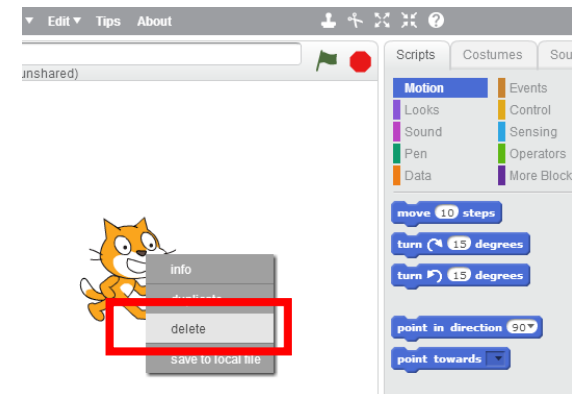 Edit Tips About
unshared)
info
delete
save to local file
Scripts Costumes Sou
Motion Events
Looks Control
Sound Sensing
Pen Operators
Data More Block
move 10 steps
turn 15 degrees
turn 15 degrees
point in direction 90
point towards